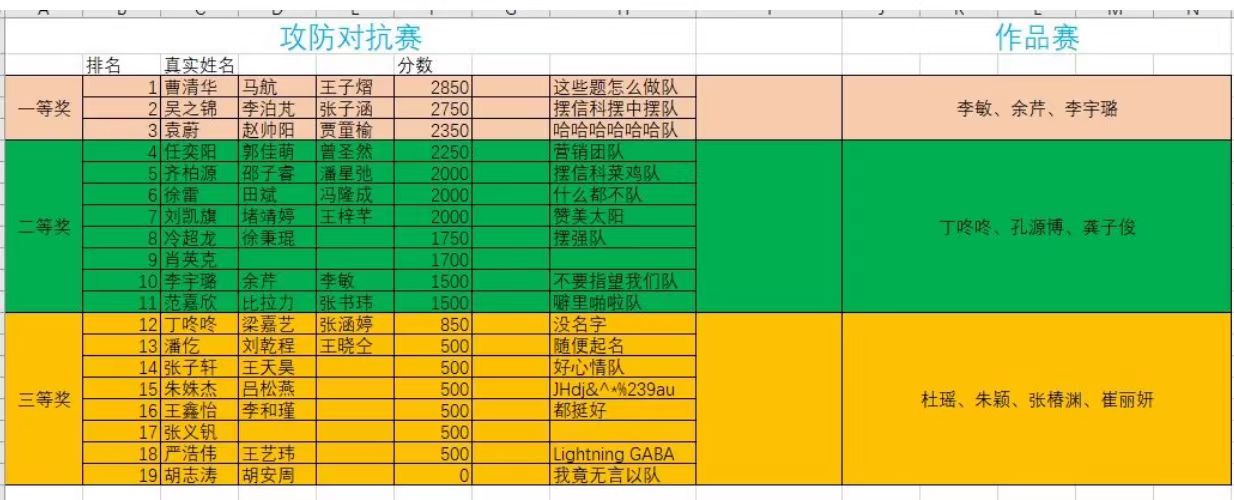 攻防对抗赛 作品赛
排名 真实姓名 分数
一等奖
1 曹清华 马航 王子熠 2850 这些题怎么做队
2 吴之锦 李泊芃 张子涵 2750 摆信科摆中摆队
3 袁蔚 赵帅阳 贾童榆 2350 哈哈哈哈哈哈队
李敏、余芹、李宇璐
二等奖
4 任奕阳 郭佳萌 曾圣然 2250 营销团队
5 齐柏源 邵子睿 潘星弛 2000 摆信科菜鸡队
6 徐雷 田斌 冯隆成 2000 什么都不队
7 刘凯旗 堵靖婷 王梓芊 2000 赞美太阳
8 冷超龙 徐秉琨 1750 摆强队
9 肖英克 1700
10 李宇璐 余芹 李敏 1500 不要指望我们队
11 范嘉欣 比拉力 张书玮 1500 噼里啪啦队
丁咚咚、孔源博、龚子俊
三等奖
12 丁咚咚 梁嘉艺 张涵婷 850 没名字
13 潘仡 刘乾程 王晓仝 500 随便起名
14 张子轩 王天昊 500 好心情队
15 朱姝杰 吕松燕 500 JHdj&^*%239au
16 王鑫怡 李和瑾 500 都挺好
17 张义钒 500
18 严浩伟 王艺玮 500 Lightning GABA
19 胡志涛 胡安周 0 我竟无言以队
杜瑶、朱颖、张椿渊、崔丽妍